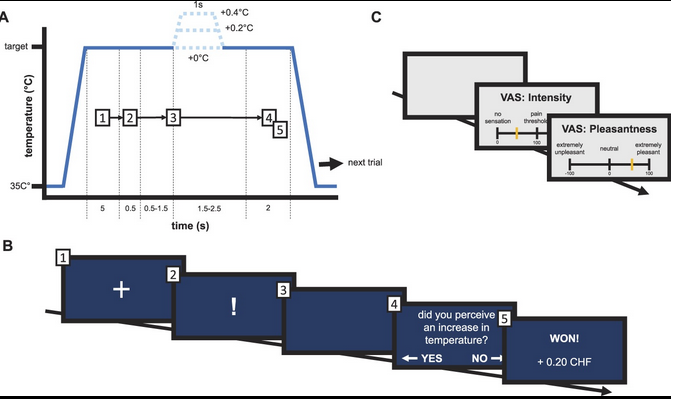 A
1s
+0.4°C
+0.2°C
target
+0°C
temperature (°C)
1
2
3
4
5
next trial
35C°
5
0.5
0.5-1.5
1.5-2.5
2
time (s)
C
VAS: Intensity
no
sensation
pain
threshold
0
100
VAS: Pleasantness
extremely
unpleasant
neutral
extremely
pleasant
-100
0
100
B
1
+
2
!
3
4
did you perceive
an increase in
temperature?
YES
NO
5
WON!
+ 0.20 CHF